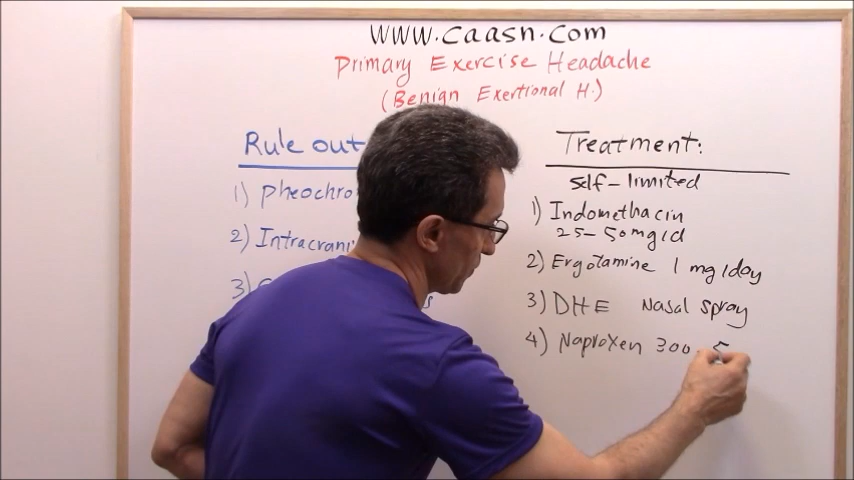 www.caasn.com
Primary Exercise Headache
(Benign Exertional H.)
Rule out
1) Pheochro
2) Intracrani
3)
Treatment:
self-limited
1) Indomethacin
25-50mg/d
2) Ergotamine 1 mg/day
3) DHE Nasal spray
4) Naproxen 300- 5